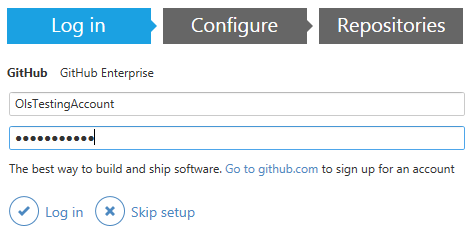 Log in Configure Repositories
GitHub GitHub Enterprise
OlsTestingAccount
●●●●●●●●●●●
The best way to build and ship software. Go to github.com to sign up for an account
Log in Skip setup